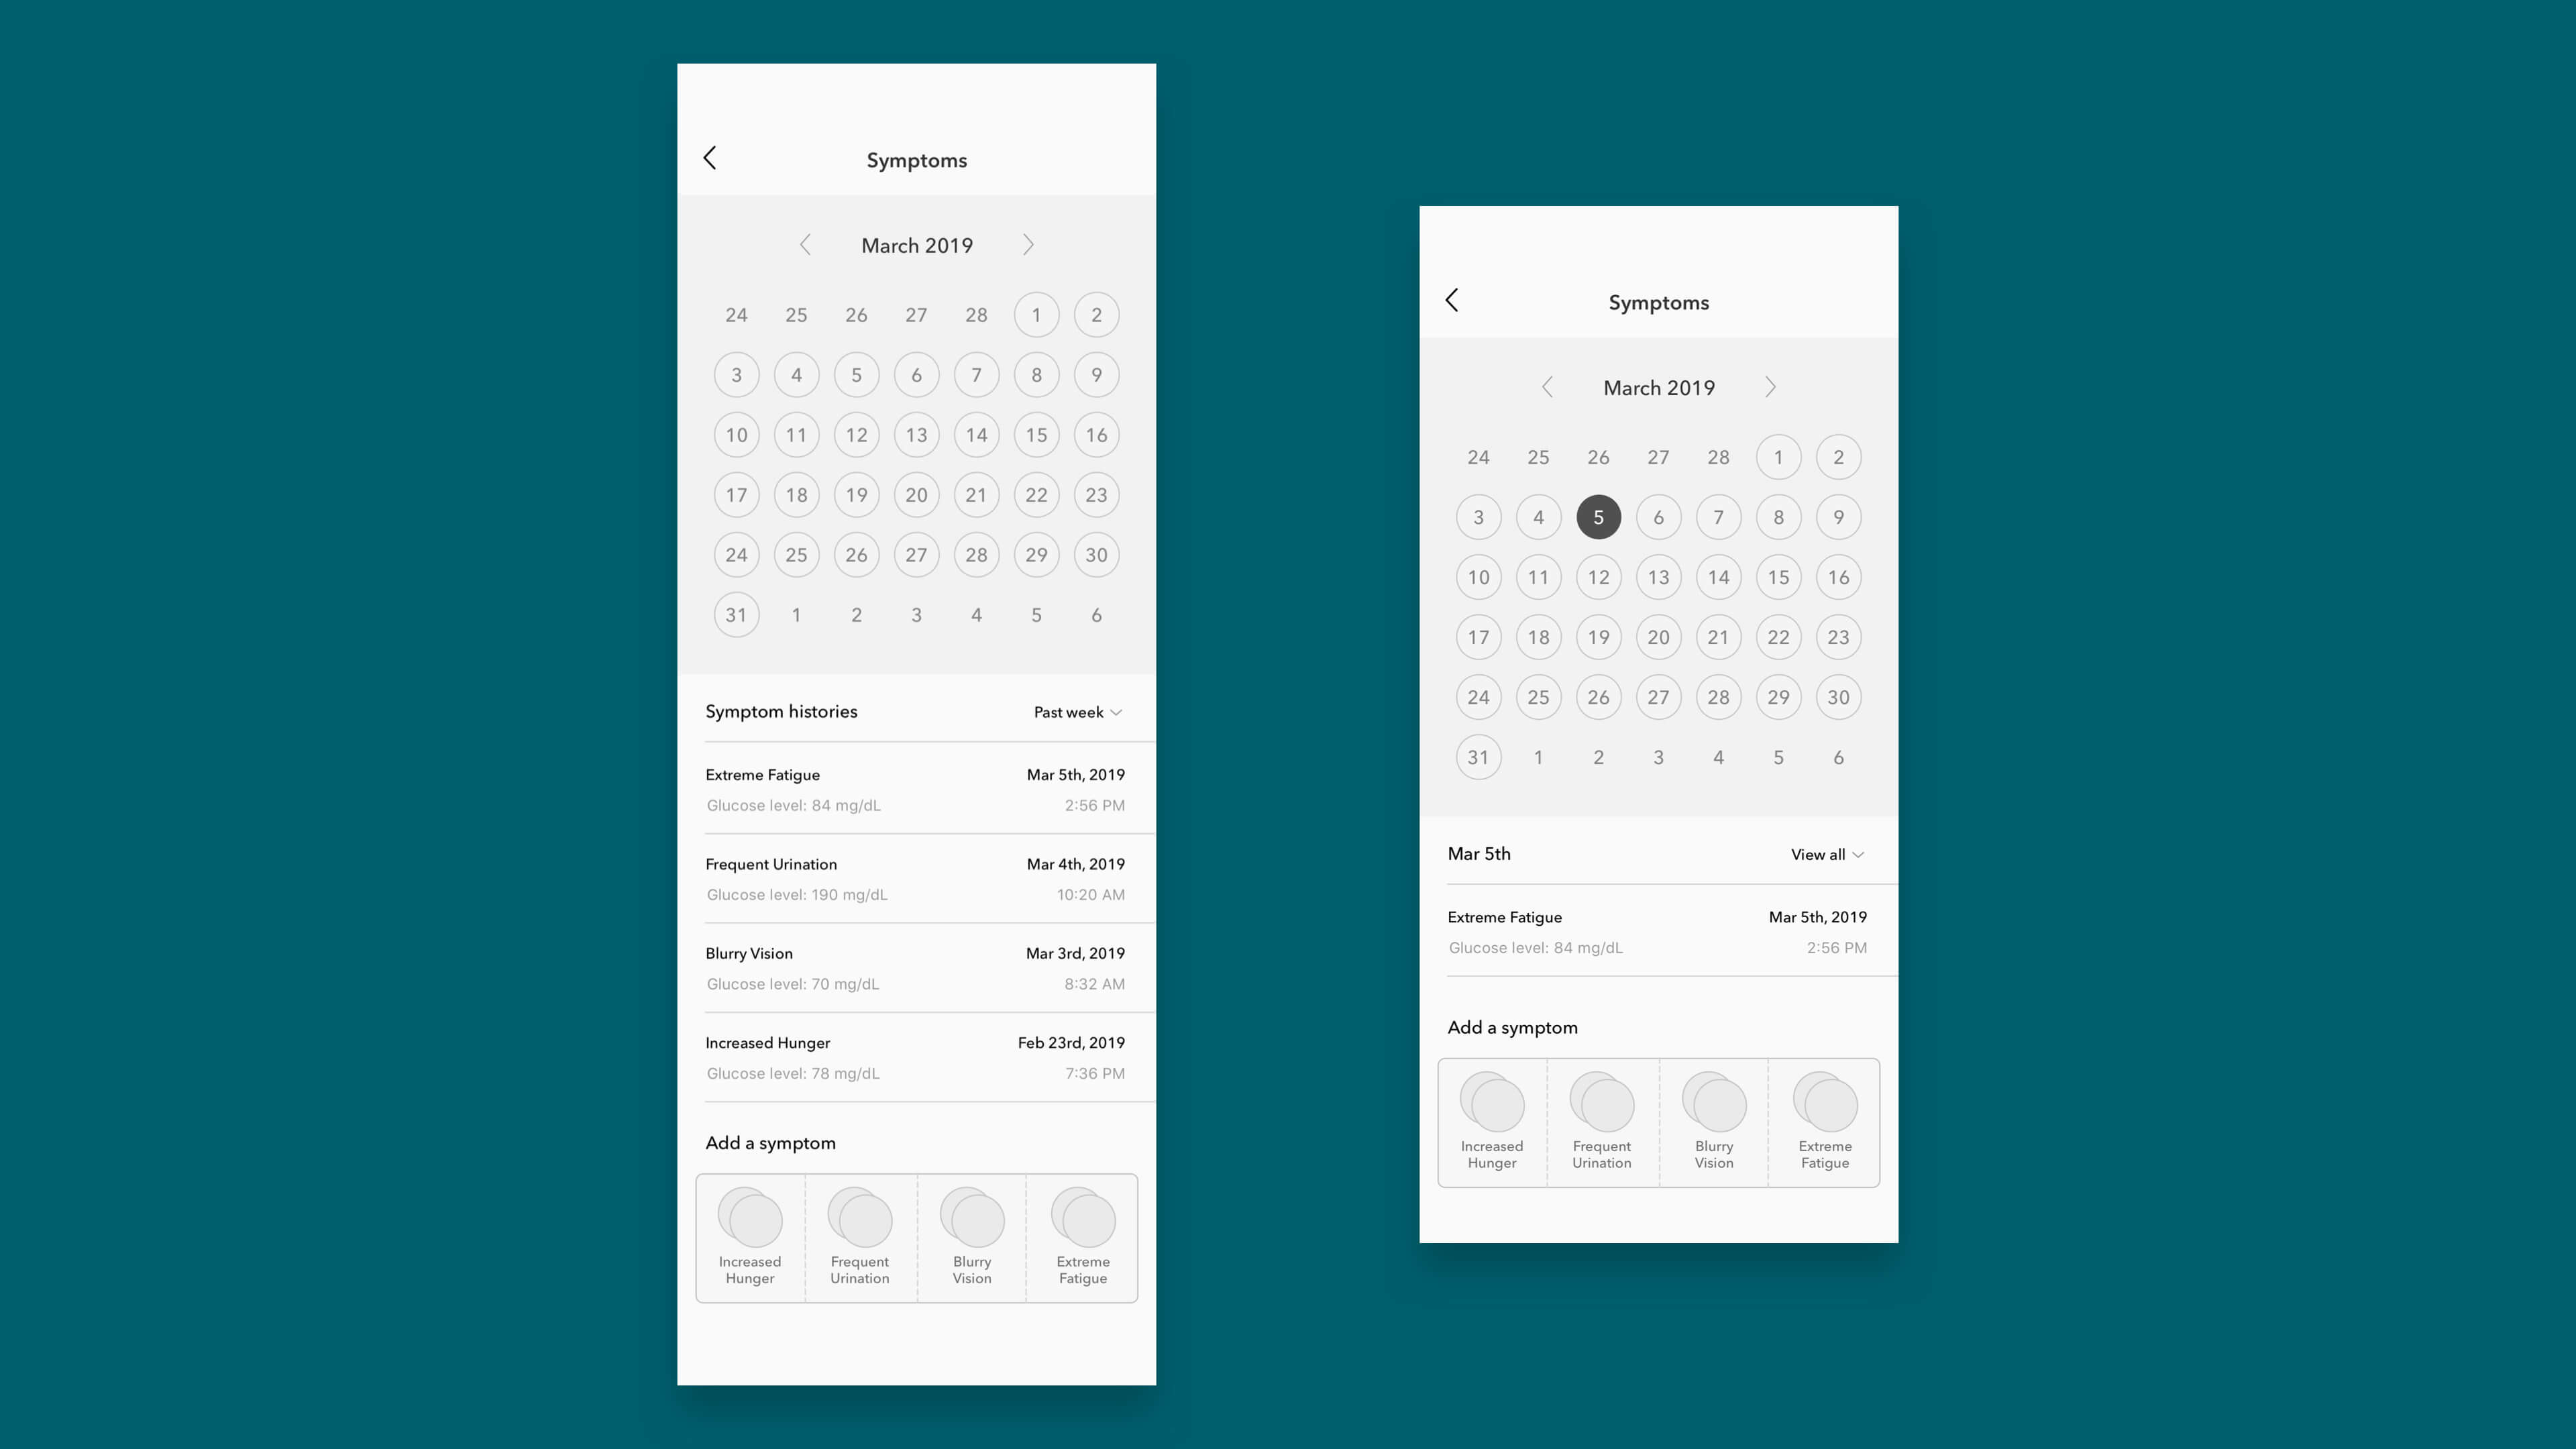 Symptoms
March 2019
24 25 26 27 28 1 2
3 4 5 6 7 8 9
10 11 12 13 14 15 16
17 18 19 20 21 22 23
24 25 26 27 28 29 30
31 1 2 3 4 5 6
Symptom histories Past week
Extreme Fatigue Mar 5th, 2019
Glucose level: 84 mg/dL 2:56 PM
Frequent Urination Mar 4th, 2019
Glucose level: 190 mg/dL 10:20 AM
Blurry Vision Mar 3rd, 2019
Glucose level: 70 mg/dL 8:32 AM
Increased Hunger Feb 23rd, 2019
Glucose level: 78 mg/dL 7:36 PM
Add a symptom
Increased Frequent Blurry Extreme
Hunger Urination Vision Fatigue
Symptoms
March 2019
24 25 26 27 28 1 2
3 4 5 6 7 8 9
10 11 12 13 14 15 16
17 18 19 20 21 22 23
24 25 26 27 28 29 30
31 1 2 3 4 5 6
Mar 5th View all
Extreme Fatigue Mar 5th, 2019
Glucose level: 84 mg/dL 2:56 PM
Add a symptom
Increased Frequent Blurry Extreme
Hunger Urination Vision Fatigue